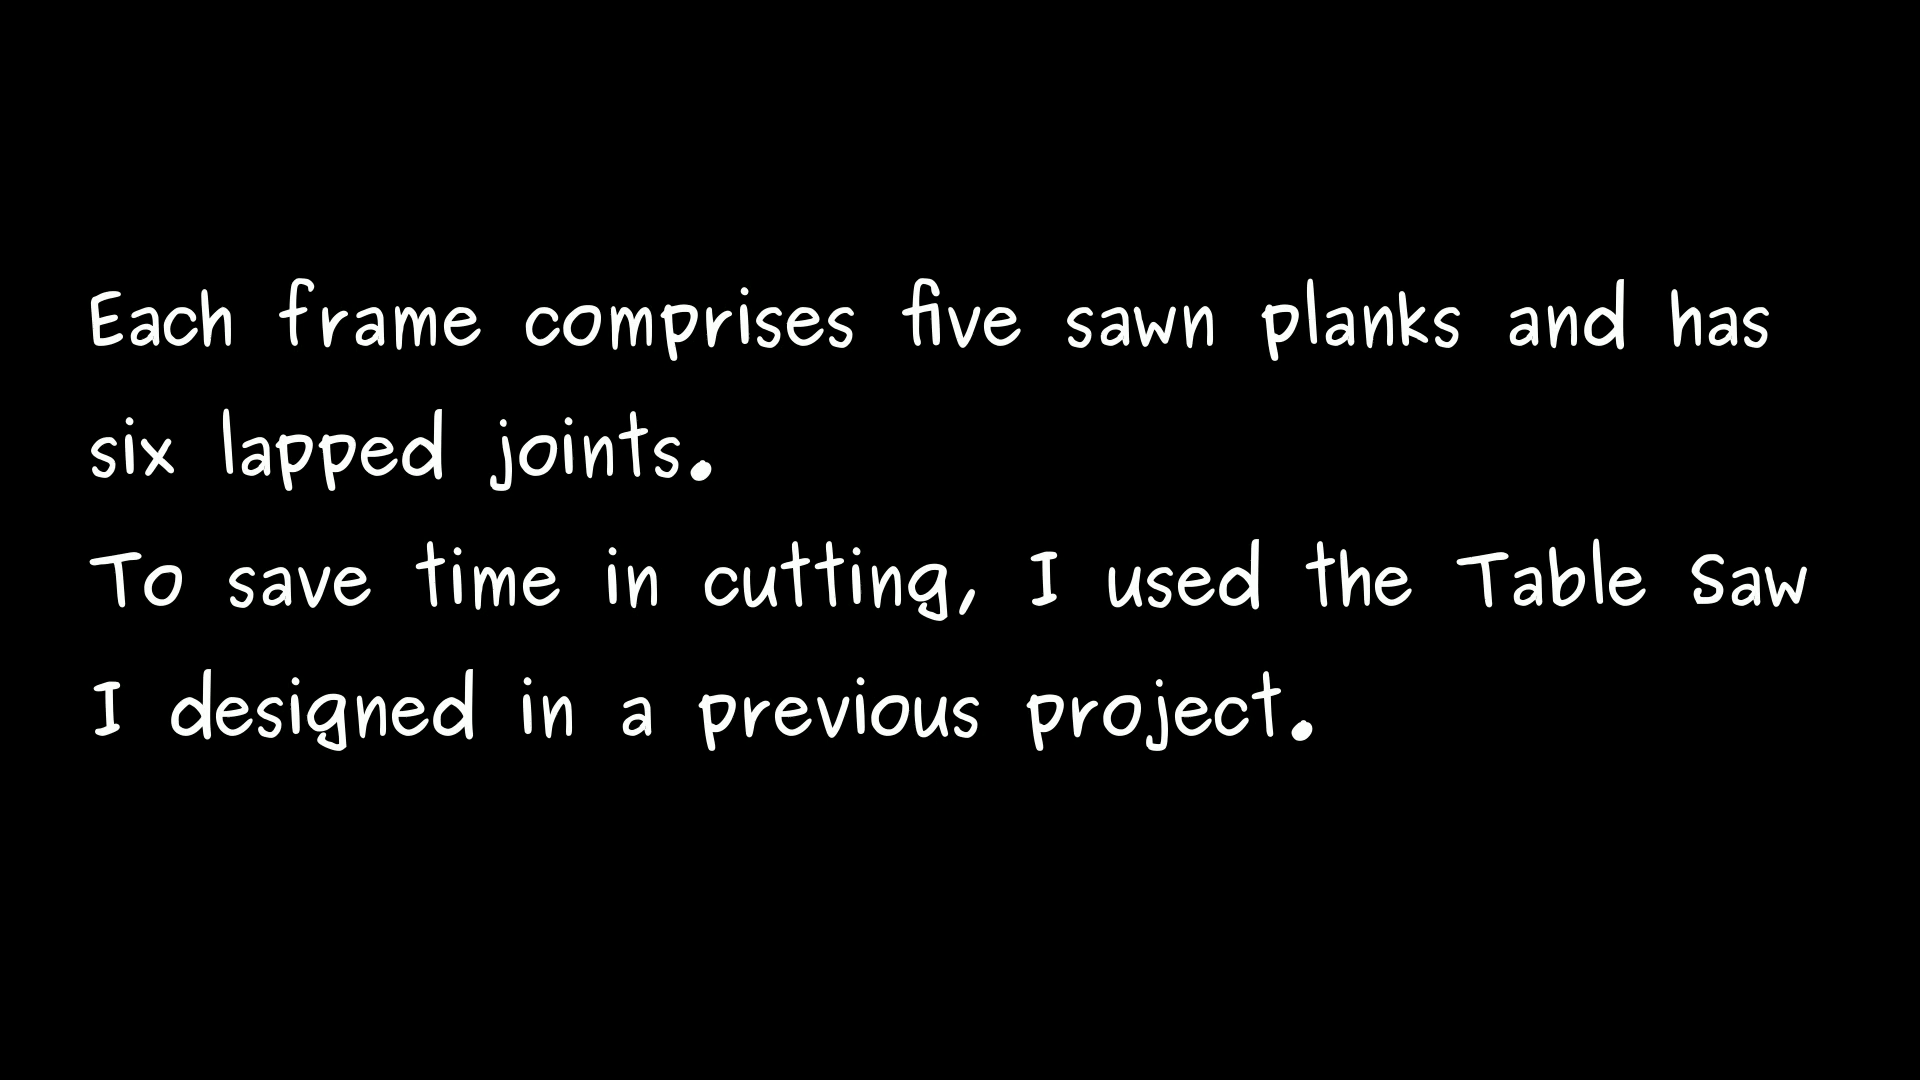 Each frame comprises five sawn planks and has
six lapped joints.
To save time in cutting, I used the Table Saw
I designed in a previous project.